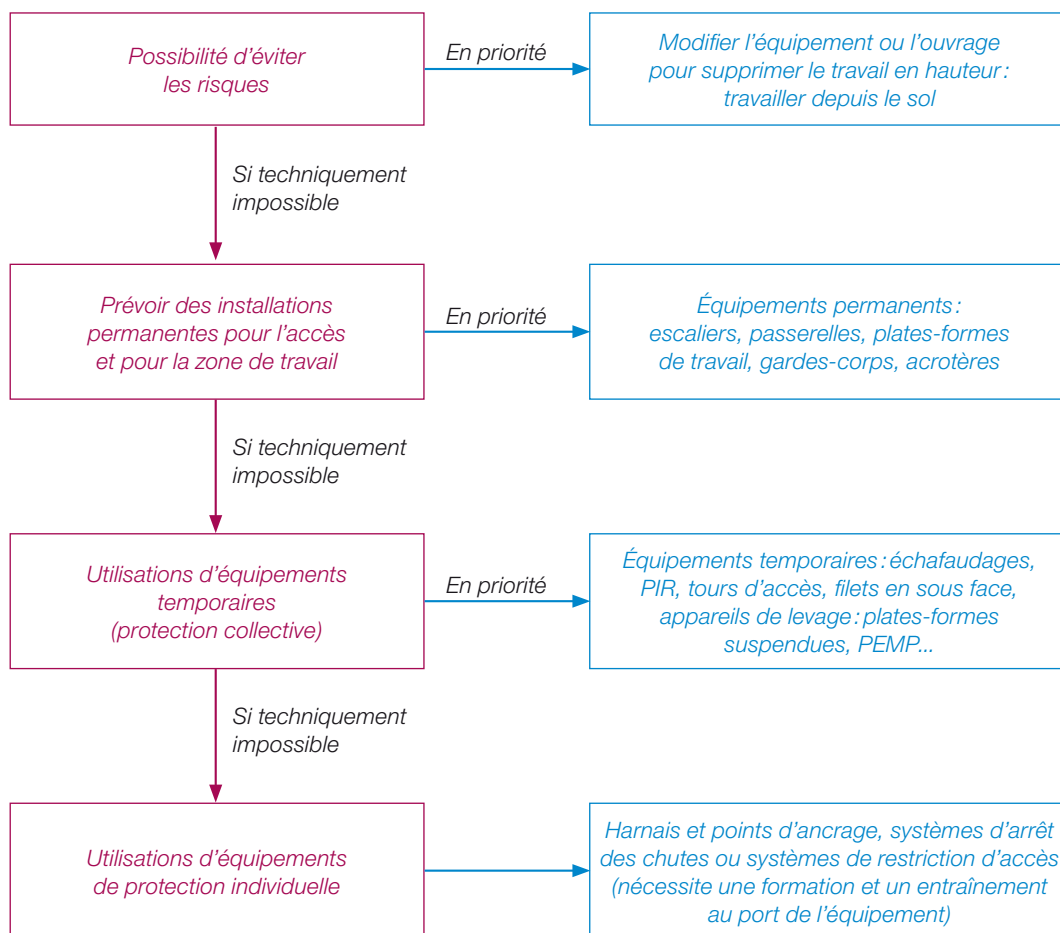 Possibilité d’éviter
les risques
En priorité
Modifier l’équipement ou l’ouvrage
pour supprimer le travail en hauteur :
travailler depuis le sol
Si techniquement
impossible
Prévoir des installations
permanentes pour l’accès
et pour la zone de travail
En priorité
Équipements permanents :
escaliers, passerelles, plates-formes
de travail, gardes-corps, acrotères
Si techniquement
impossible
Utilisations d’équipements
temporaires
(protection collective)
En priorité
Équipements temporaires : échafaudages,
PIR, tours d’accès, filets en sous face,
appareils de levage : plates-formes
suspendues, PEMP...
Si techniquement
impossible
Utilisations d’équipements
de protection individuelle
Harnais et points d’ancrage, systèmes d’arrêt
des chutes ou systèmes de restriction d’accès
(nécessite une formation et un entraînement
au port de l’équipement)